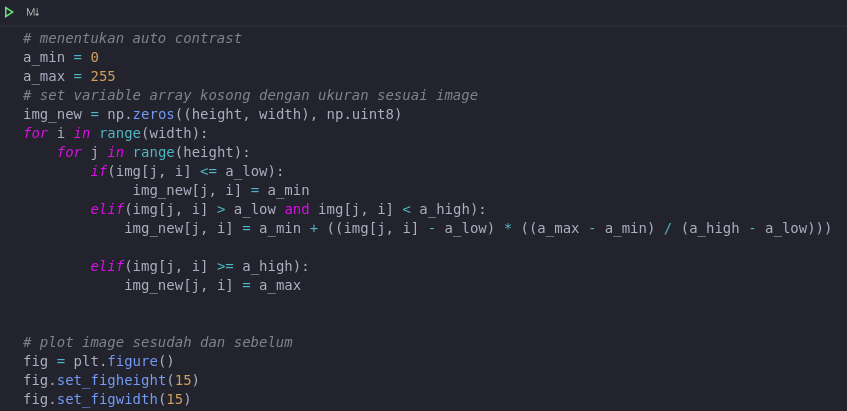 M↓
# menentukan auto contrast
a_min = 0
a_max = 255
# set variable array kosong dengan ukuran sesuai image
img_new = np.zeros((height, width), np.uint8)
for i in range(width):
    for j in range(height):
        if(img[j, i] <= a_low):
             img_new[j, i] = a_min
        elif(img[j, i] > a_low and img[j, i] < a_high):
            img_new[j, i] = a_min + ((img[j, i] - a_low) * ((a_max - a_min) / (a_high - a_low)))
        elif(img[j, i] >= a_high):
            img_new[j, i] = a_max
# plot image sesudah dan sebelum
fig = plt.figure()
fig.set_figheight(15)
fig.set_figwidth(15)